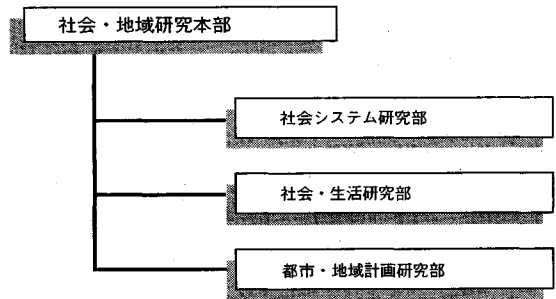 社会・地域研究本部
社会システム研究部
社会・生活研究部
都市・地域計画研究部